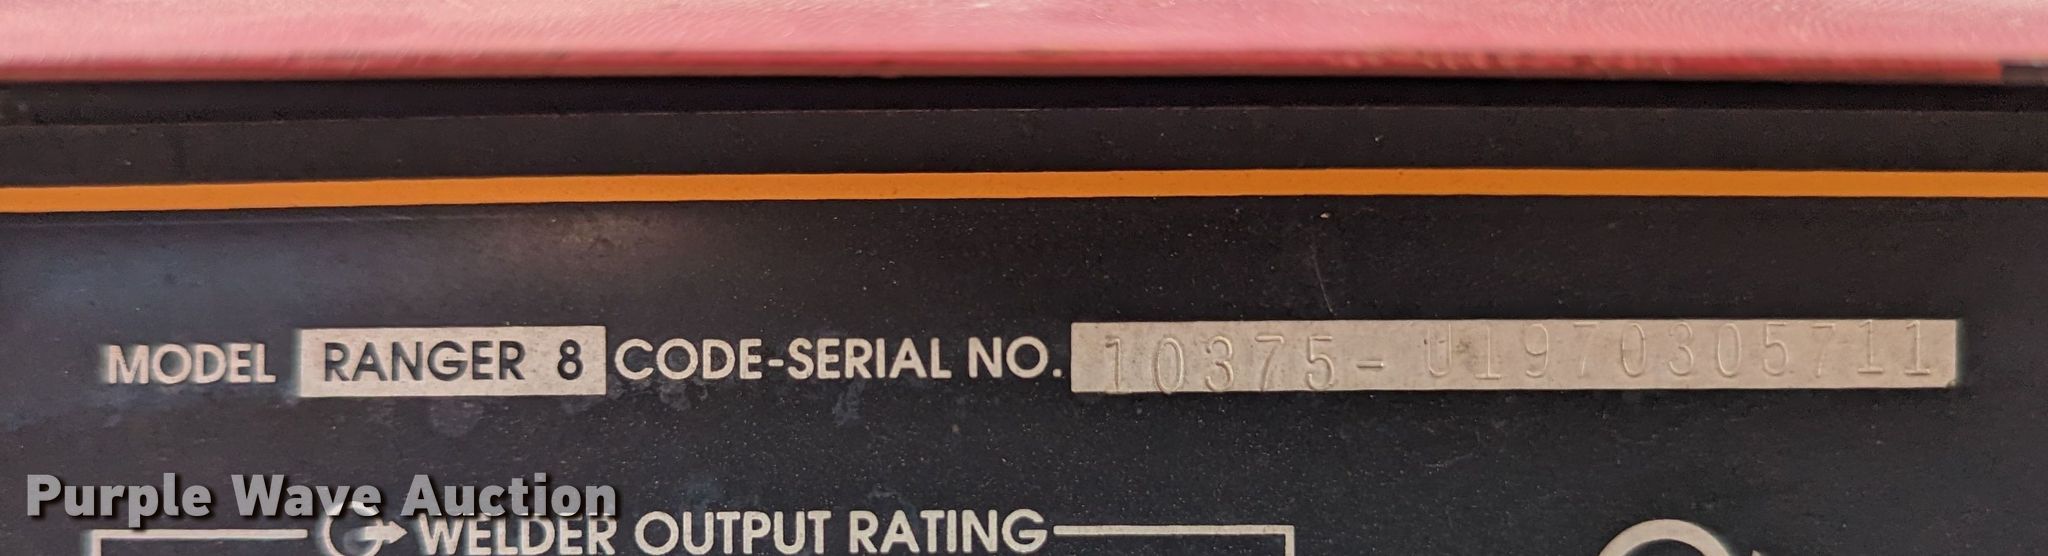 MODEL RANGER 8 CODE-SERIAL NO. 10375-U1970305711
Purple Wave Auction
WELDER OUTPUT RATING